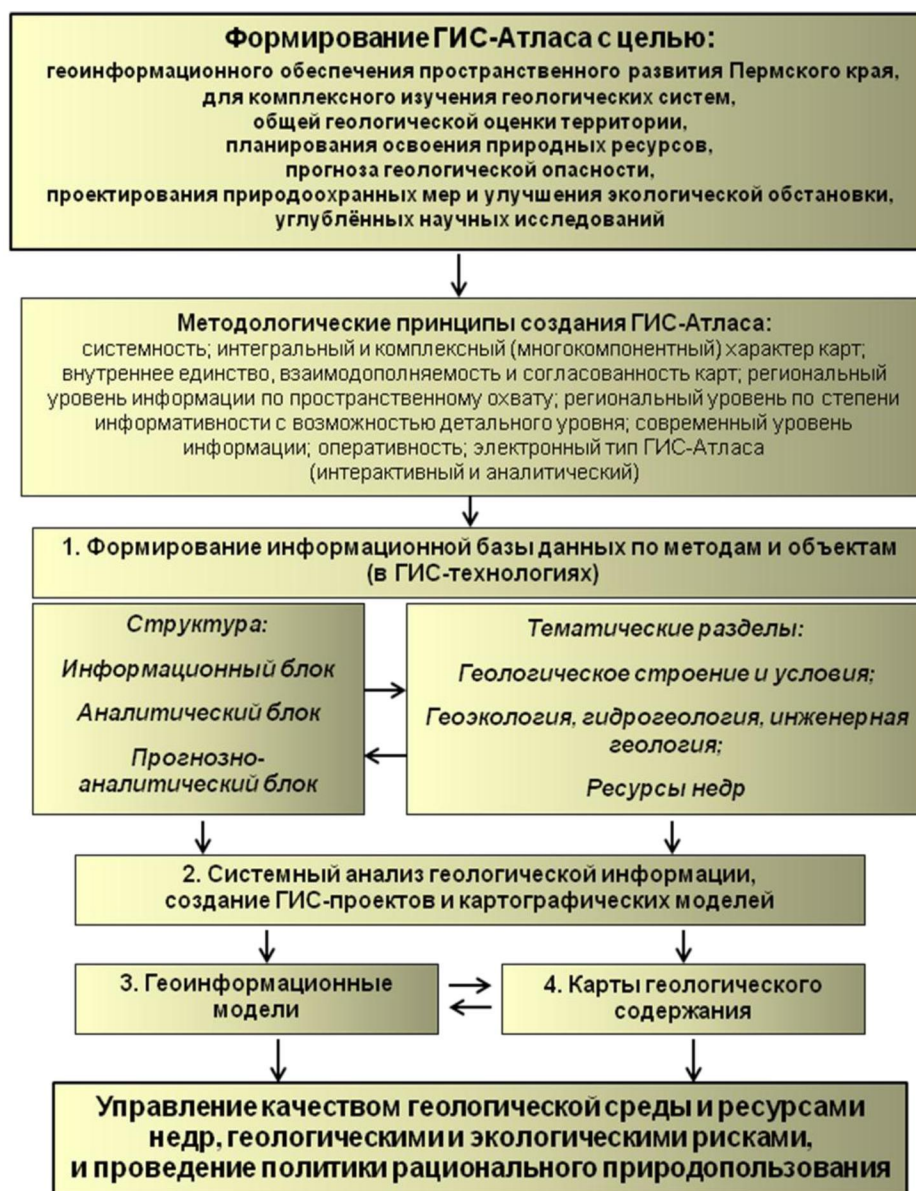 Формирование ГИС-Атласа с целью:
геоинформационного обеспечения пространственного развития Пермского края,
для комплексного изучения геологических систем,
общей геологической оценки территории,
планирования освоения природных ресурсов,
прогноза геологической опасности,
проектирования природоохранных мер и улучшения экологической обстановки,
углублённых научных исследований
Методологические принципы создания ГИС-Атласа:
системность; интегральный и комплексный (многокомпонентный) характер карт;
внутреннее единство, взаимодополняемость и согласованность карт; региональный
уровень информации по пространственному охвату; региональный уровень по степени
информативности с возможностью детального уровня; современный уровень
информации; оперативность; электронный тип ГИС-Атласа
(интерактивный и аналитический)
1. Формирование информационной базы данных по методам и объектам
(в ГИС-технологиях)
Структура:
Информационный блок
Аналитический блок
Прогнозно-
аналитический блок
Тематические разделы:
Геологическое строение и условия;
Геоэкология, гидрогеология, инженерная
геология;
Ресурсы недр
2. Системный анализ геологической информации,
создание ГИС-проектов и картографических моделей
3. Геоинформационные
модели
4. Карты геологического
содержания
Управление качеством геологической среды и ресурсами
недр, геологическими и экологическими рисками,
и проведение политики рационального природопользования